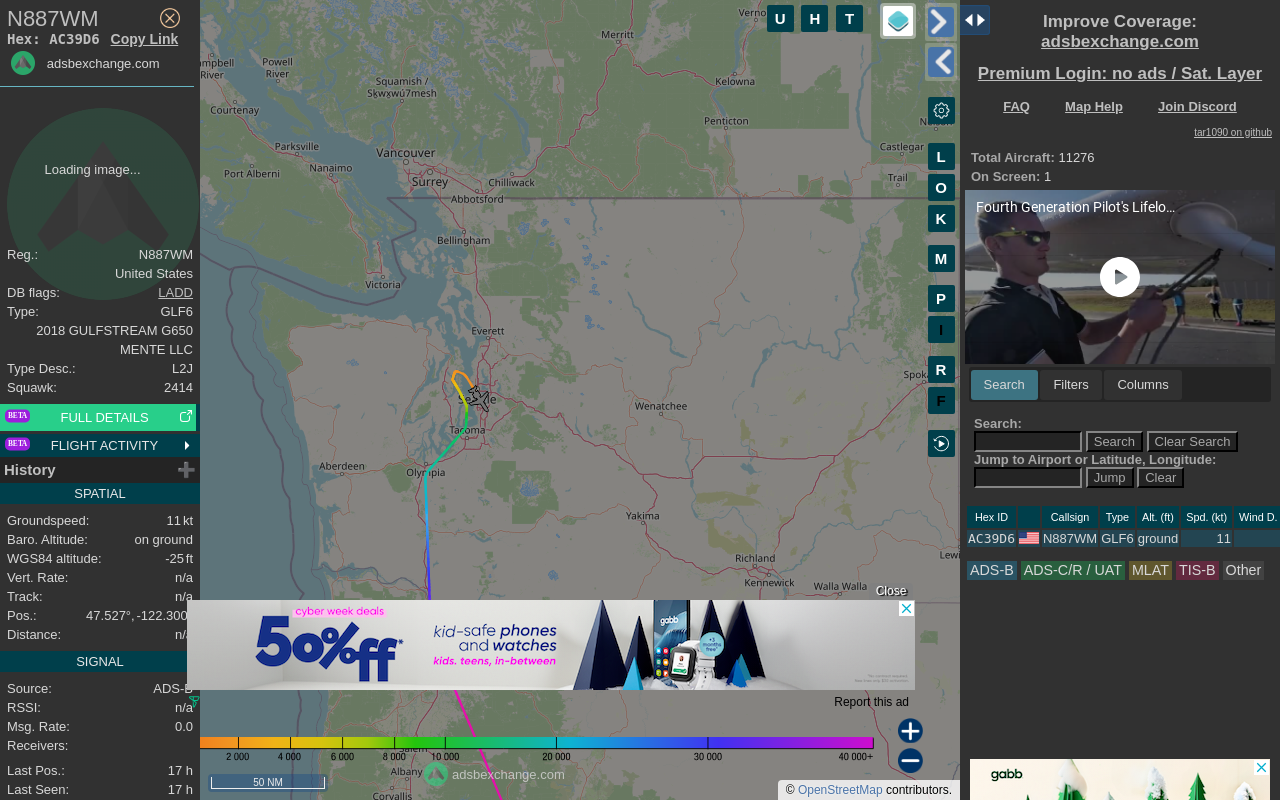 N887WM
Hex: AC39D6 Copy Link
adsbexchange.com
Loading image...
Reg.: N887WM
United States
DB flags: LADD
Type: GLF6
2018 GULFSTREAM G650
MENTE LLC
Type Desc.: L2J
Squawk: 2414
BETA FULL DETAILS
BETA FLIGHT ACTIVITY
History
SPATIAL
Groundspeed: 11 kt
Baro. Altitude: on ground
WGS84 altitude: -25 ft
Vert. Rate: n/a
Track: n/a
Pos.: 47.527°, -122.300
Distance: n/a
SIGNAL
Source: ADS-B
RSSI: n/a
Msg. Rate: 0.0
Receivers:
Last Pos.: 17 h
Last Seen: 17 h
Merritt
Powell
River
River
Squamish /
Skwxwú7mesh
Kelowna
Courtenay
Penticton
Parksville
Vancouver
Castlegar
Port Alberni
Nanaimo
Surrey
Chilliwack
Trail
Abbotsford
Bellingham
Victoria
Everett
Wenatchee
Tacoma
Aberdeen
Olympia
Yakima
Richland
Kennewick
Walla Walla
Albany
Corvallis
U H T
L
O
K
M
P
I
R
F
Close
cyber week deals
50% off*
kid-safe phones
and watches
kids. teens, in-between
gabb
Report this ad
2 000 4 000 6 000 8 000 10 000 20 000 30 000 40 000+
50 NM
adsbexchange.com
© OpenStreetMap contributors.
Improve Coverage:
adsbexchange.com
Premium Login: no ads / Sat. Layer
FAQ Map Help Join Discord
tar1090 on github
Total Aircraft: 11276
On Screen: 1
Fourth Generation Pilot's Lifelo...
Search Filters Columns
Search:
Search Clear Search
Jump to Airport or Latitude, Longitude:
Jump Clear
Hex ID Callsign Type Alt. (ft) Spd. (kt) Wind D.
AC39D6 N887WM GLF6 ground 11
ADS-B ADS-C/R / UAT MLAT TIS-B Other
gabb